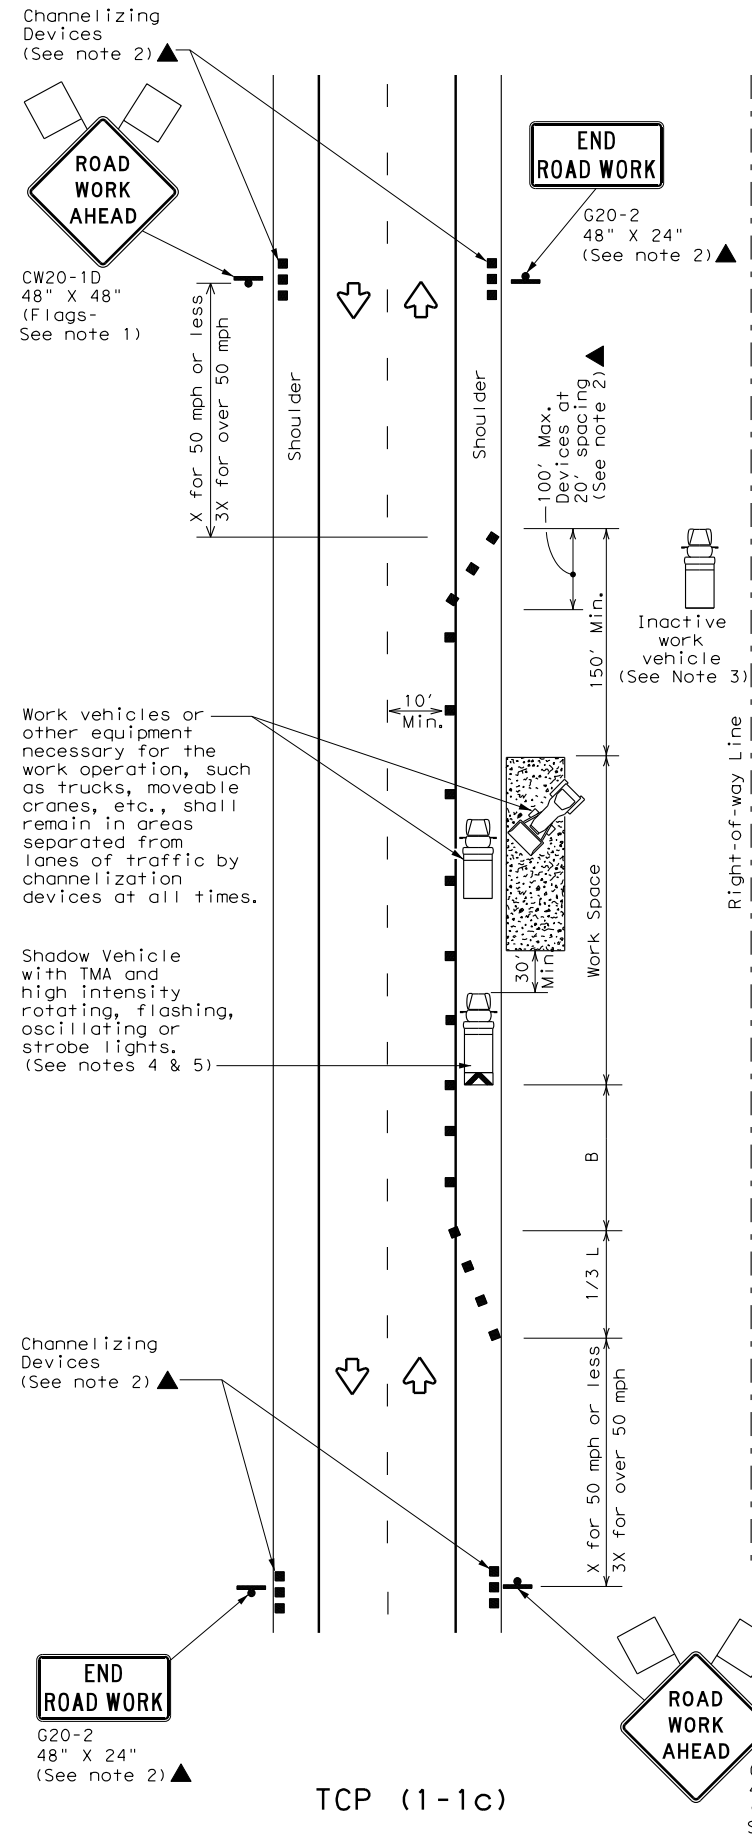 Channelizing
Devices
(See note 2)▲
ROAD
WORK
AHEAD
CW20-1D
48" X 48"
(Flags-
See note 1)
END
ROAD WORK
G20-2
48" X 24"
(See note 2)▲
X for 50 mph or less
3X for over 50 mph
Shoulder
Shoulder
100' Max.
Devices at
20' spacing
(See note 2)▲
150' Min.
Inactive
work
vehicle
(See Note 3)
10'
Min.
Work vehicles or
other equipment
necessary for the
work operation, such
as trucks, moveable
cranes, etc., shall
remain in areas
separated from
lanes of traffic by
channelization
devices at all times.
Right-of-way Line
Work Space
30'
Min.
Shadow Vehicle
with TMA and
high intensity
rotating, flashing,
oscillating or
strobe lights.
(See notes 4 & 5)
B
1/3 L
Channelizing
Devices
(See note 2)▲
X for 50 mph or less
3X for over 50 mph
END
ROAD WORK
G20-2
48" X 24"
(See note 2)▲
ROAD
WORK
AHEAD
TCP (1-1c)